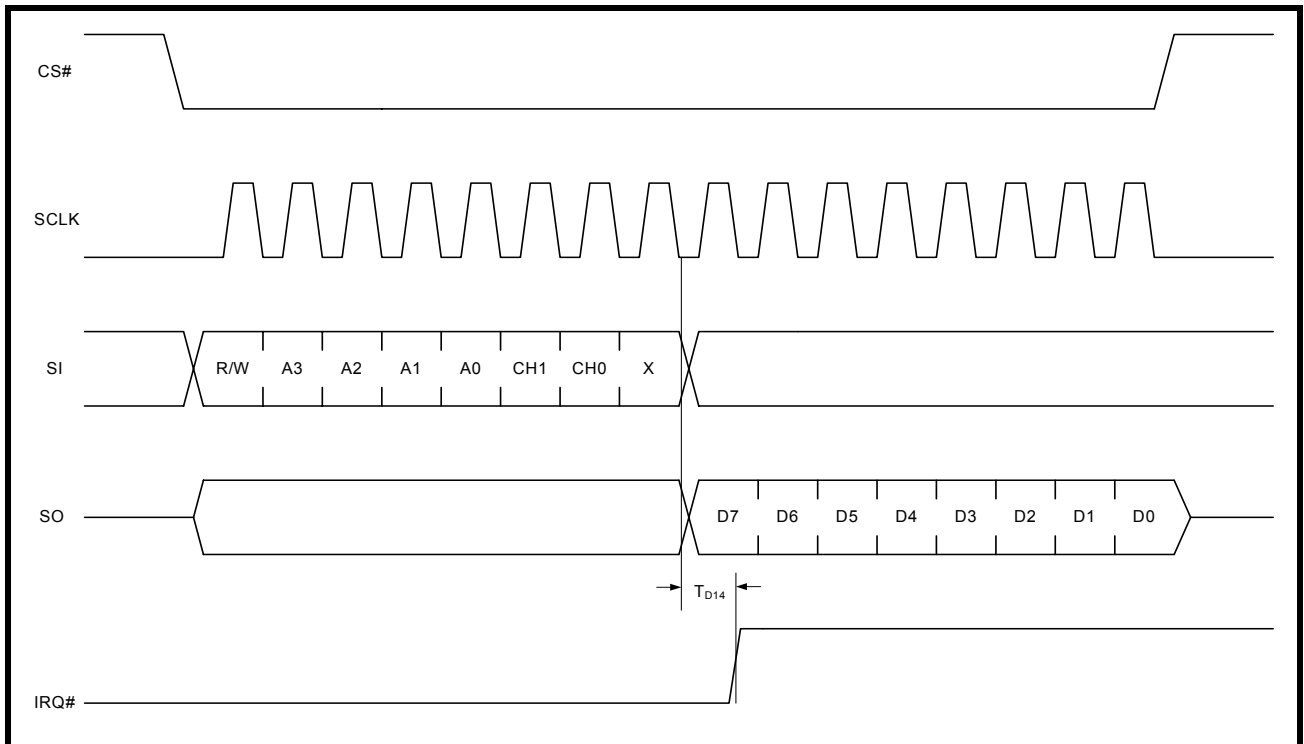 CS#
SCLK
SI R/W A3 A2 A1 A0 CH1 CH0 X
SO D7 D6 D5 D4 D3 D2 D1 D0
TD14
IRQ#